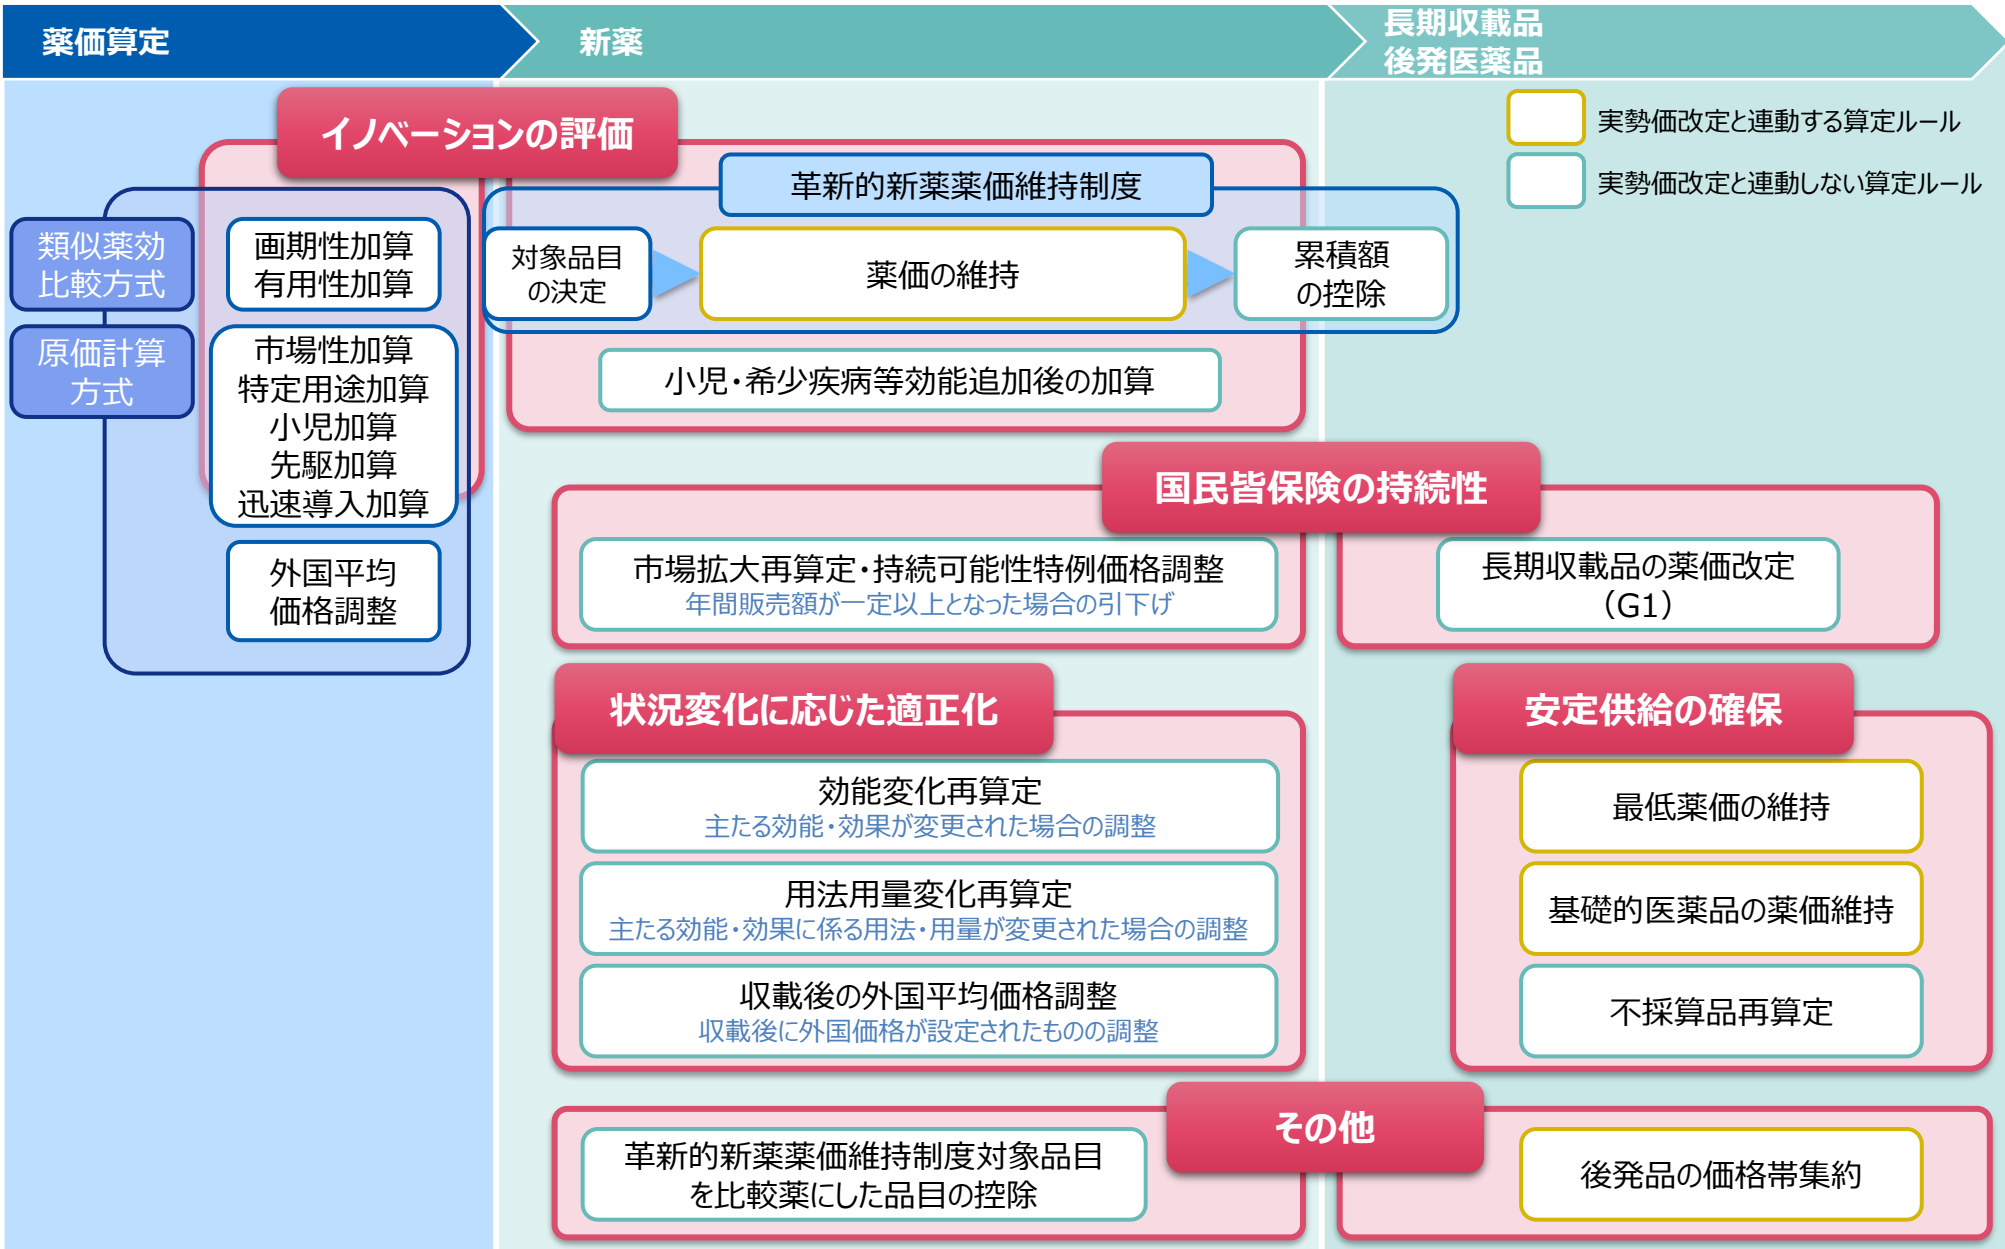 薬価算定
新薬
長期収載品
後発医薬品
実勢価改定と連動する算定ルール
実勢価改定と連動しない算定ルール
イノベーションの評価
革新的新薬薬価維持制度
類似薬効
比較方式
原価計算
方式
画期性加算
有用性加算
市場性加算
特定用途加算
小児加算
先駆加算
迅速導入加算
外国平均
価格調整
対象品目
の決定
薬価の維持
累積額
の控除
小児・希少疾病等効能追加後の加算
国民皆保険の持続性
市場拡大再算定・持続可能性特例価格調整
年間販売額が一定以上となった場合の引下げ
長期収載品の薬価改定
（G1）
状況変化に応じた適正化
効能変化再算定
主たる効能・効果が変更された場合の調整
用法用量変化再算定
主たる効能・効果に係る用法・用量が変更された場合の調整
収載後の外国平均価格調整
収載後に外国価格が設定されたものの調整
安定供給の確保
最低薬価の維持
基礎的医薬品の薬価維持
不採算品再算定
その他
革新的新薬薬価維持制度対象品目
を比較薬にした品目の控除
後発品の価格帯集約